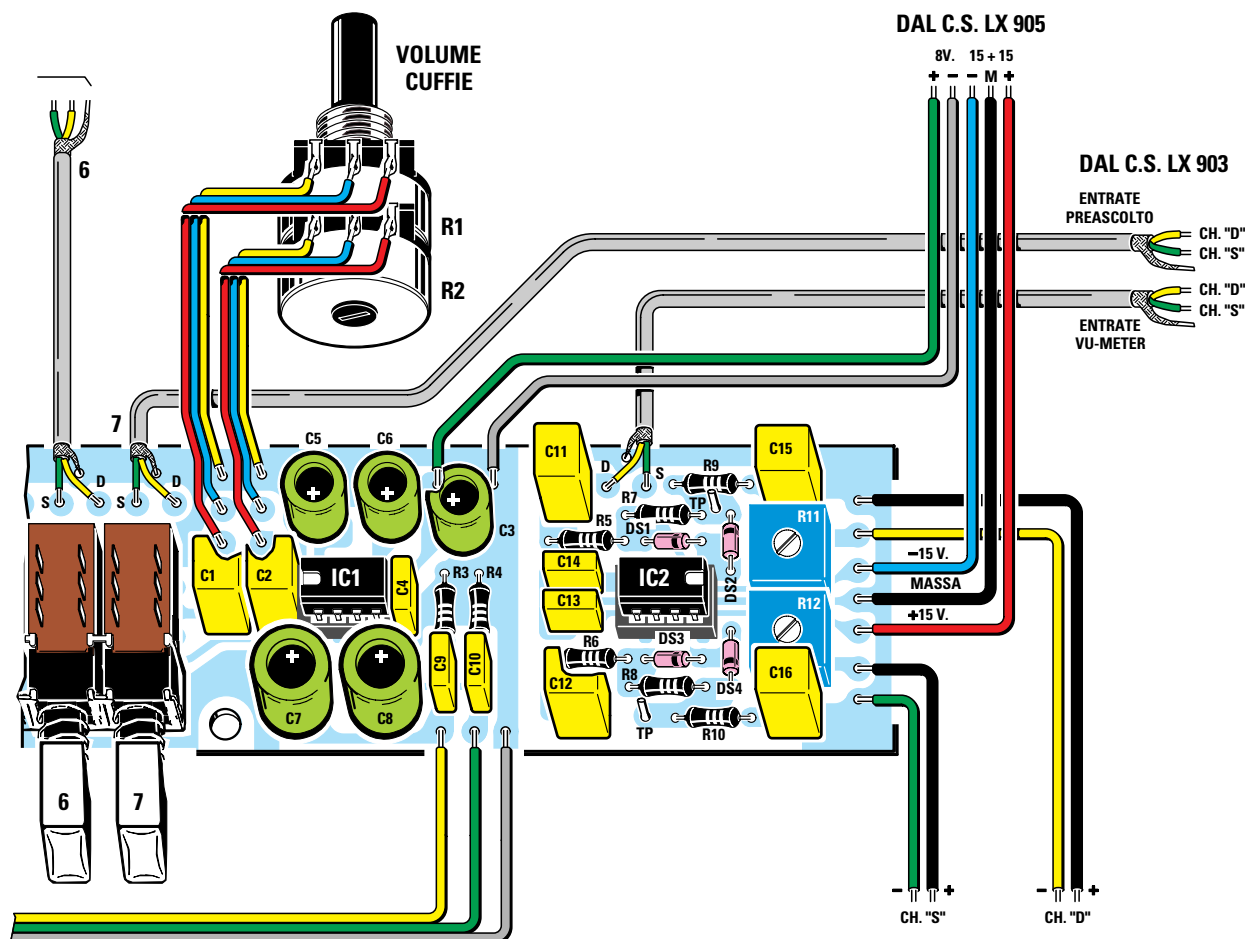 DAL C.S. LX 905
8V. 15 + 15
+ – – M +
VOLUME
CUFFIE
6
DAL C.S. LX 903
ENTRATE
PREASCOLTO
CH. "D"
CH. "S"
R1
R2
CH. "D"
CH. "S"
ENTRATE
VU-METER
7
C5
C6
C11
C15
D
S
R9
S
D
S
D
R7
TP
C3
R5
DS1
R11
DS2
–15 V.
C1
C2
IC1
C4
R3
R4
C14
IC2
MASSA
C13
R12
+15 V.
DS3
R6
C9
C10
C12
R8
DS4
C16
C7
C8
TP
R10
6
7
- +
CH. "S"
- +
CH. "D"